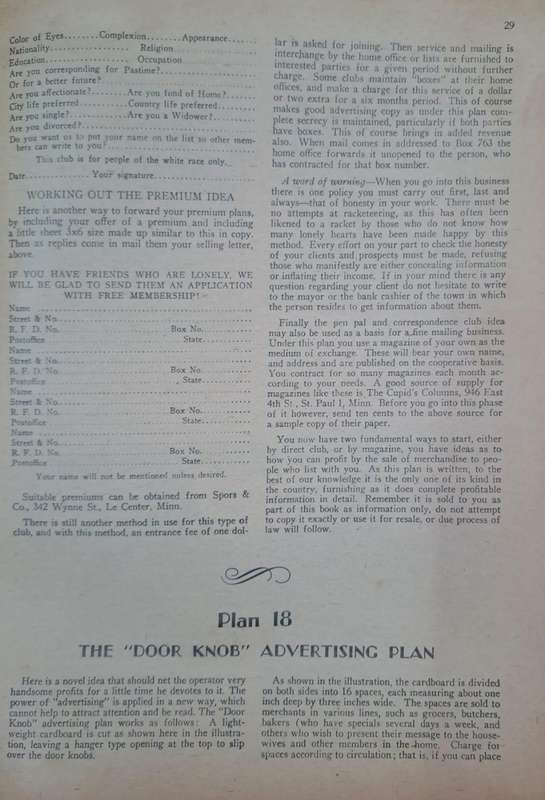 29
Color of Eyes........Complexion........Appearance.......
Nationality................. Religion....................
Education................. Occupation
Are you corresponding for Pastime?.....................
Or for a better future?................................
Are you affectionate?........Are you fond of Home?.......
City life preferred...........Country life preferred.......
Are you single?..............Are you a Widower?..........
Are you divorced?.......................................
Do you want us to put your name on the list so other mem-
bers can write to you?................................
This club is for people of the white race only.
Date.................... Your signature....................
WORKING OUT THE PREMIUM IDEA
Here is another way to forward your premium plans,
by including your offer of a premium and including
a little sheet 3x6 size made up similar to this in copy.
Then as replies come in mail them your selling letter,
above.
IF YOU HAVE FRIENDS WHO ARE LONELY, WE
WILL BE GLAD TO SEND THEM AN APPLICATION
WITH FREE MEMBERSHIP!
Name .................................................
Street & No...........................................
R. F. D. No............................ Box No...........
Postoffice ............................ State...........
Name .................................................
Street & No...........................................
R. F. D. No............................ Box No...........
Postoffice ............................ State...........
Name .................................................
Street & No...........................................
R. F. D. No............................ Box No...........
Postoffice ............................ State...........
Name .................................................
Street & No...........................................
R. F. D. No............................ Box No...........
Postoffice ............................ State...........
Your name will not be mentioned unless desired.
Suitable premiums can be obtained from Spors &
Co., 342 Wynne St., Le Center, Minn.
There is still another method in use for this type of
club, and with this method, an entrance fee of one dol-
lar is asked for joining. Then service and mailing is
interchange by the home office or lists are furnished to
interested parties for a given period without further
charge. Some clubs maintain "boxes" at their home
offices, and make a charge for this service of a dollar
or two extra for a six months period. This of course
makes good advertising copy as under this plan com-
plete secrecy is maintained, particularly if both parties
have boxes. This of course brings in added revenue
also. When mail comes in addressed to Box 763 the
home office forwards it unopened to the person, who
has contracted for that box number.
A word of warning—When you go into this business
there is one policy you must carry out first, last and
always—that of honesty in your work. There must be
no attempts at racketeering, as this has often been
likened to a racket by those who do not know how
many lonely hearts have been made happy by this
method. Every effort on your part to check the honesty
of your clients and prospects must be made, refusing
those who manifestly are either concealing information
or inflating their income. If in your mind there is any
question regarding your client do not hesitate to write
to the mayor or the bank cashier of the town in which
the person resides to get information about them.
Finally the pen pal and correspondence club idea
may also be used as a basis for a fine mailing business.
Under this plan you use a magazine of your own as the
medium of exchange. These will bear your own name,
and address and are published on the cooperative basis.
You contract for so many magazines each month ac-
cording to your needs. A good source of supply for
magazines like these is The Cupid's Columns, 946 East
4th St., St. Paul 1, Minn. Before you go into this phase
of it however, send ten cents to the above source for
a sample copy of their paper.
You now have two fundamental ways to start, either
by direct club, or by magazine, you have ideas as to
how you can profit by the sale of merchandise to peo-
ple who list with you. As this plan is written, to the
best of our knowledge it is the only one of its kind in
the country, furnishing as it does complete profitable
information in detail. Remember it is sold to you as
part of this book as information only, do not attempt
to copy it exactly or use it for resale, or due process of
law will follow.
Plan 18
THE "DOOR KNOB" ADVERTISING PLAN
Here is a novel idea that should net the operator very
handsome profits for a little time he devotes to it. The
power of "advertising" is applied in a new way, which
cannot help to attract attention and be read. The "Door
Knob" advertising plan works as follows: A light-
weight cardboard is cut as shown here in the illustra-
tion, leaving a hanger type opening at the top to slip
over the door knobs.
As shown in the illustration, the cardboard is divided
on both sides into 16 spaces, each measuring about one
inch deep by three inches wide. The spaces are sold to
merchants in various lines, such as grocers, butchers,
bakers (who have specials several days a week, and
others who wish to present their message to the house-
wives and other members in the home. Charge for
spaces according to circulation; that is, if you can place